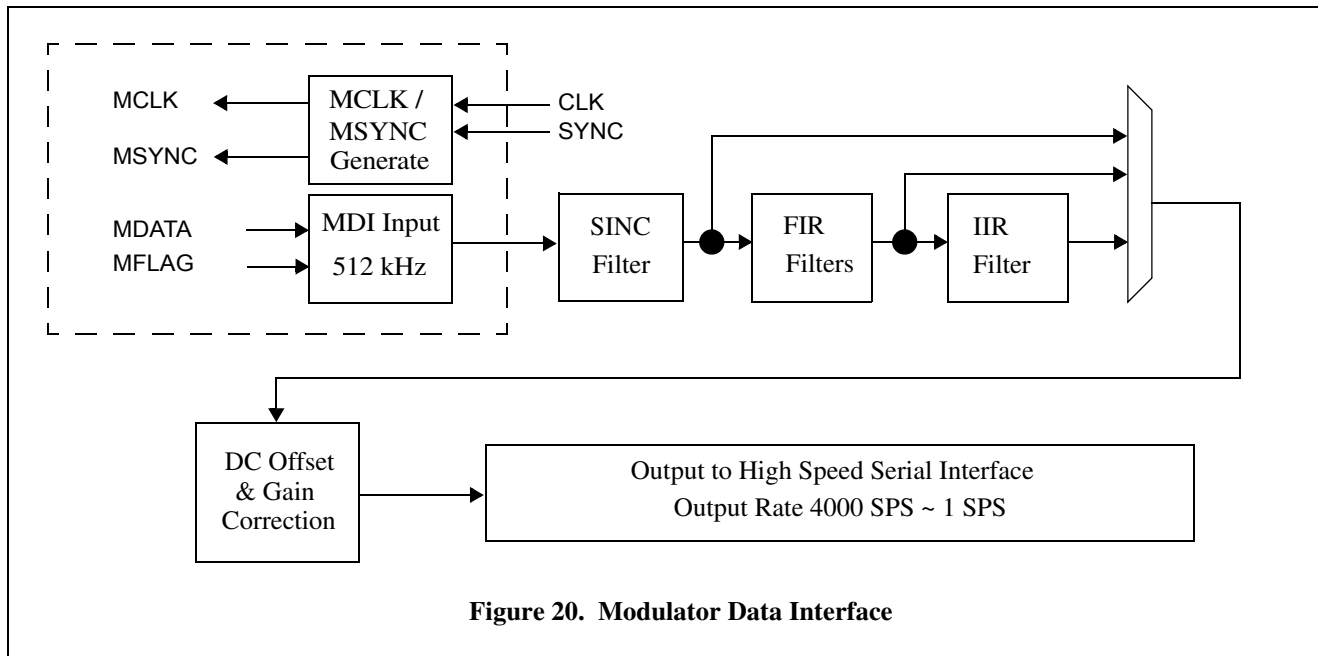 MCLK
MSYNC
MCLK /
MSYNC
Generate
CLK
SYNC
MDATA
MFLAG
MDI Input
512 kHz
SINC
Filter
FIR
Filters
IIR
Filter
DC Offset
& Gain
Correction
Output to High Speed Serial Interface
Output Rate 4000 SPS ~ 1 SPS
Figure 20. Modulator Data Interface